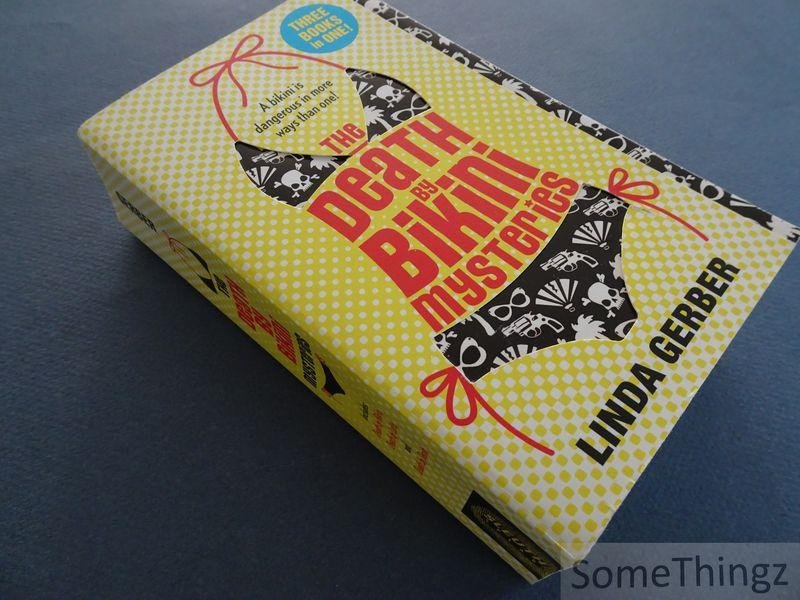 THREE
BOOKS
in ONE!
A bikini is
dangerous in more
ways than one!
THE
DEATH
BY
BIKINI
MYSTERIES
LINDA GERBER
GERBER
THE
DEATH
BY
BIKINI
MYSTERIES
SomeThingz